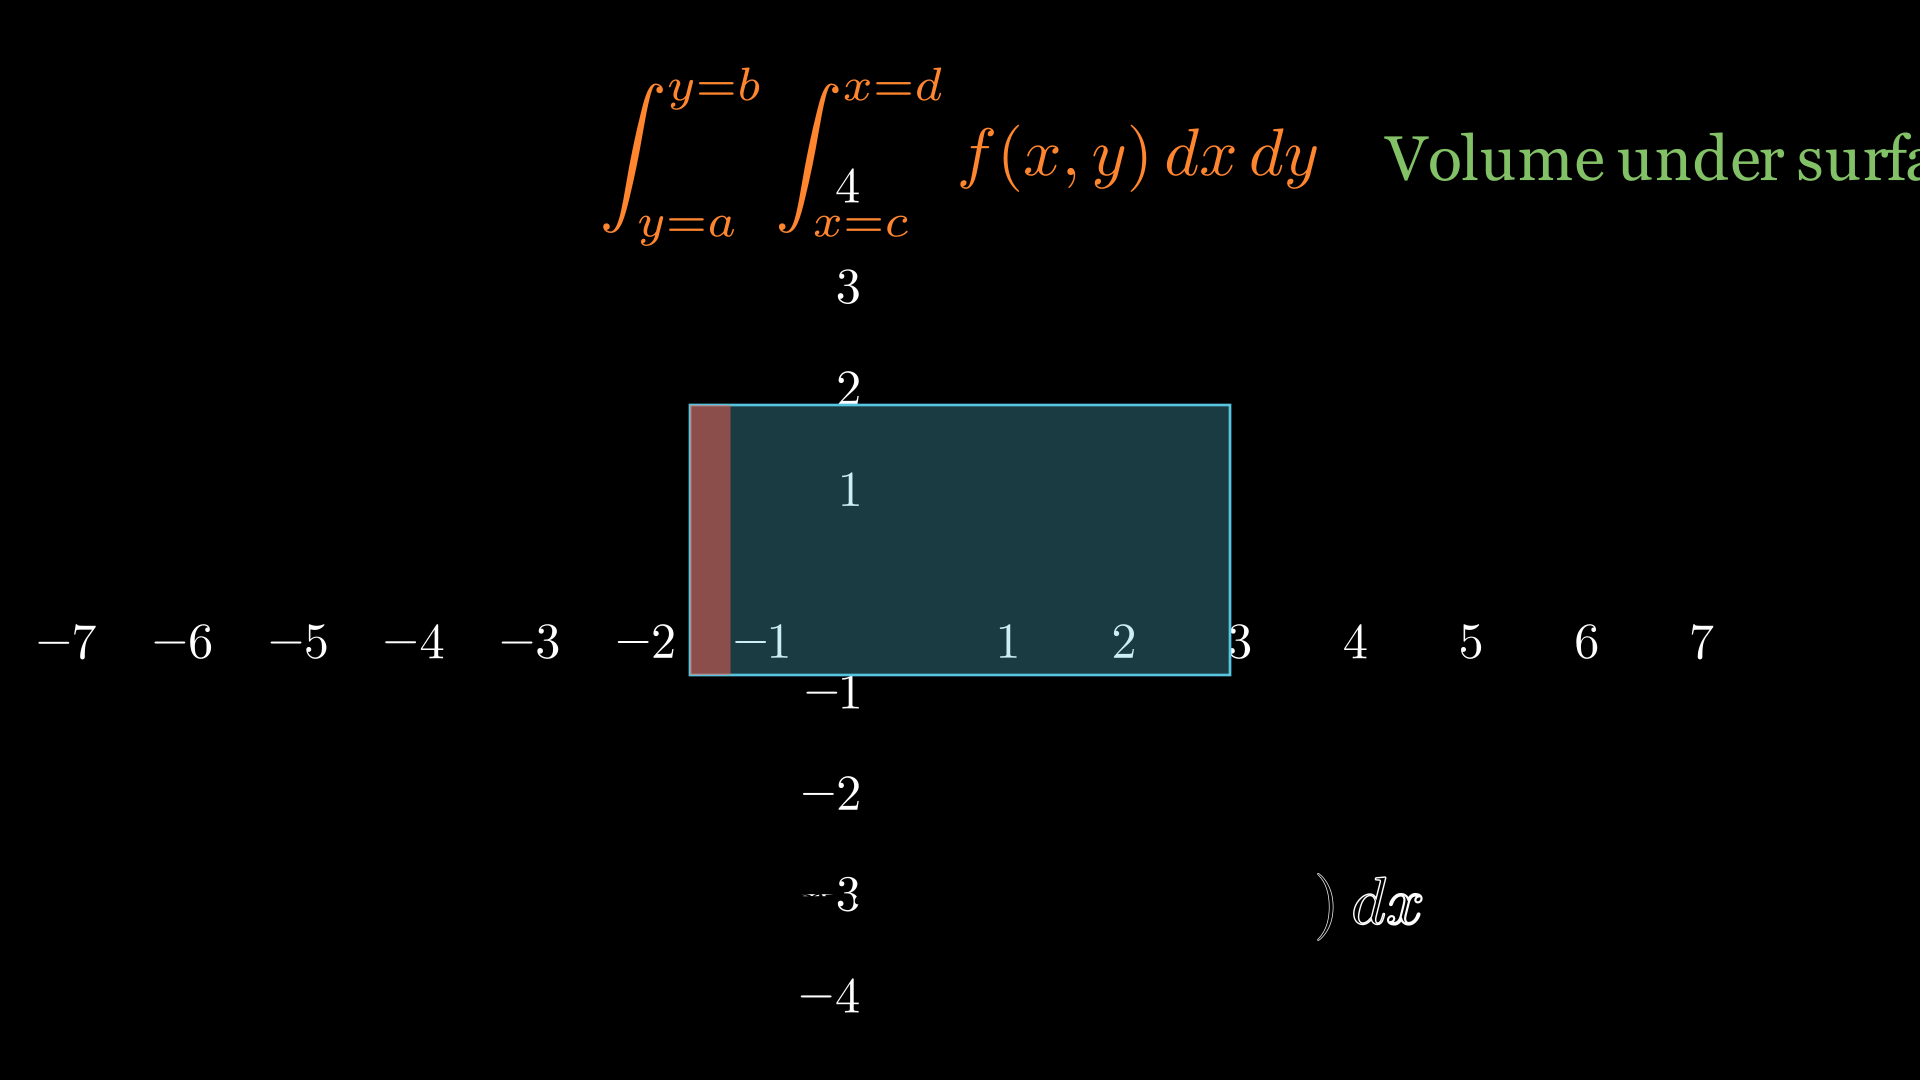 ∫_{y=a}^{y=b} ∫_{x=c}^{x=d} f(x, y) dx dy Volume under surfa
4
3
2
1
−7 −6 −5 −4 −3 −2 −1 1 2 3 4 5 6 7
−1
−2
−3 ) dx
−4